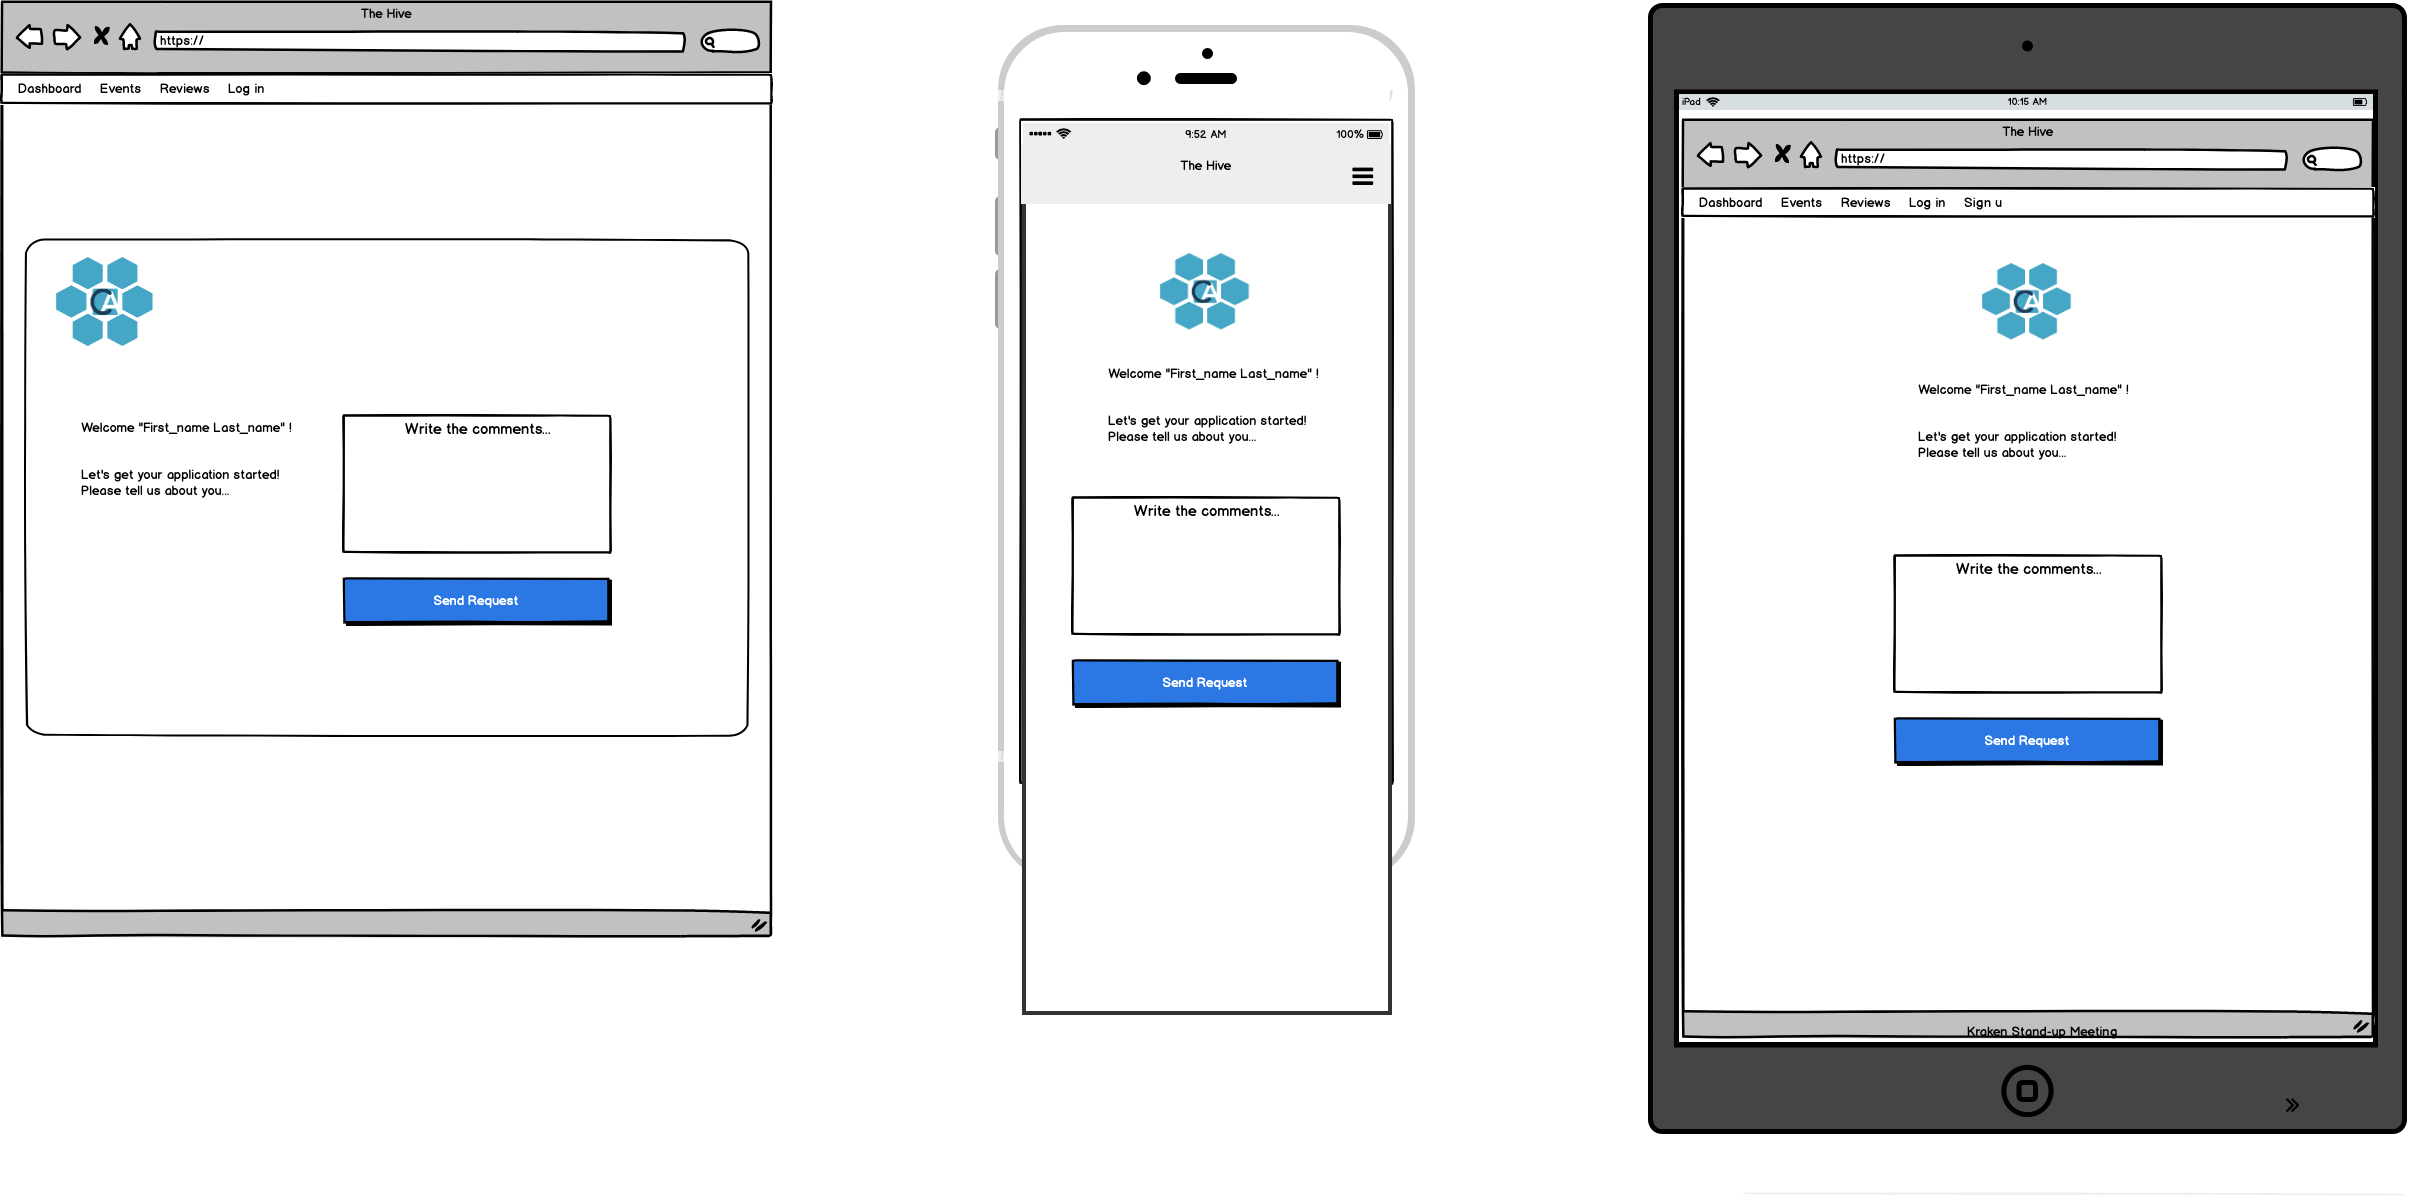 The Hive
https://
Dashboard Events Reviews Log in
CA
Welcome "First_name Last_name" !
Let's get your application started!
Please tell us about you...
Write the comments...
Send Request
9:52 AM 100%
The Hive
CA
Welcome "First_name Last_name" !
Let's get your application started!
Please tell us about you...
Write the comments...
Send Request
iPad 10:15 AM
The Hive
https://
Dashboard Events Reviews Log in Sign u
CA
Welcome "First_name Last_name" !
Let's get your application started!
Please tell us about you...
Write the comments...
Send Request
Kraken Stand-up Meeting